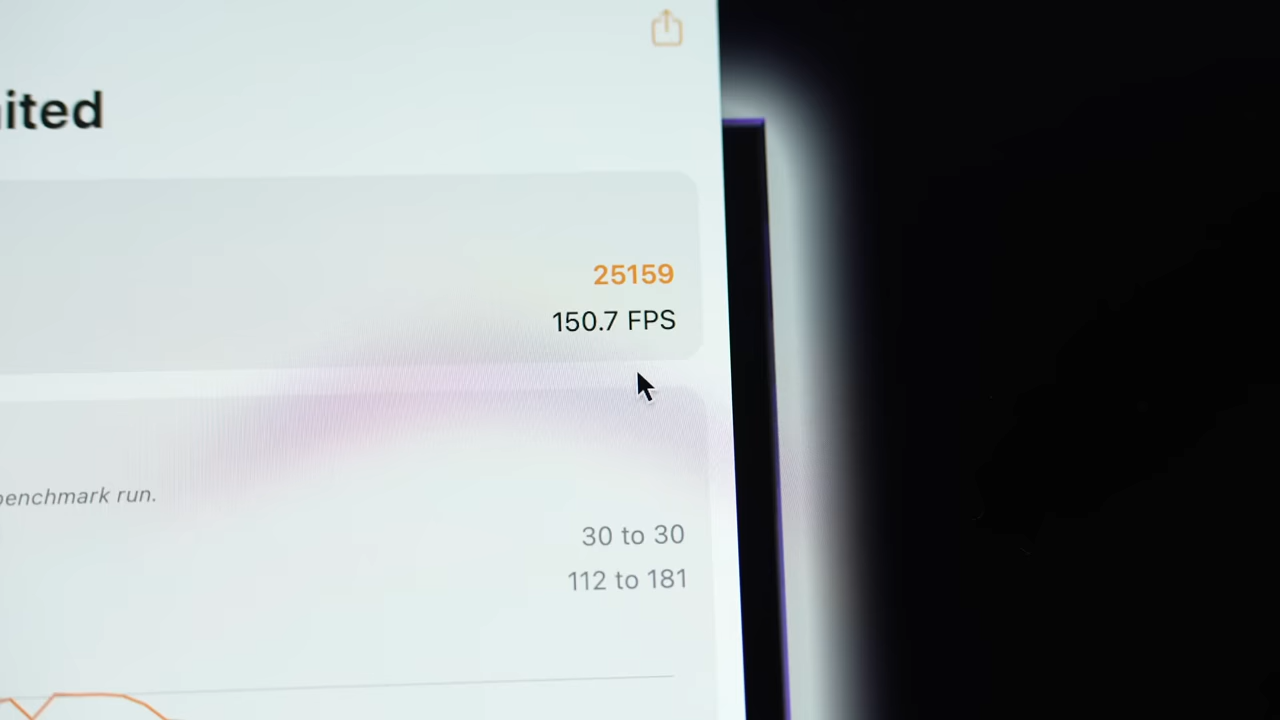 ited
25159
150.7 FPS
benchmark run.
30 to 30
112 to 181